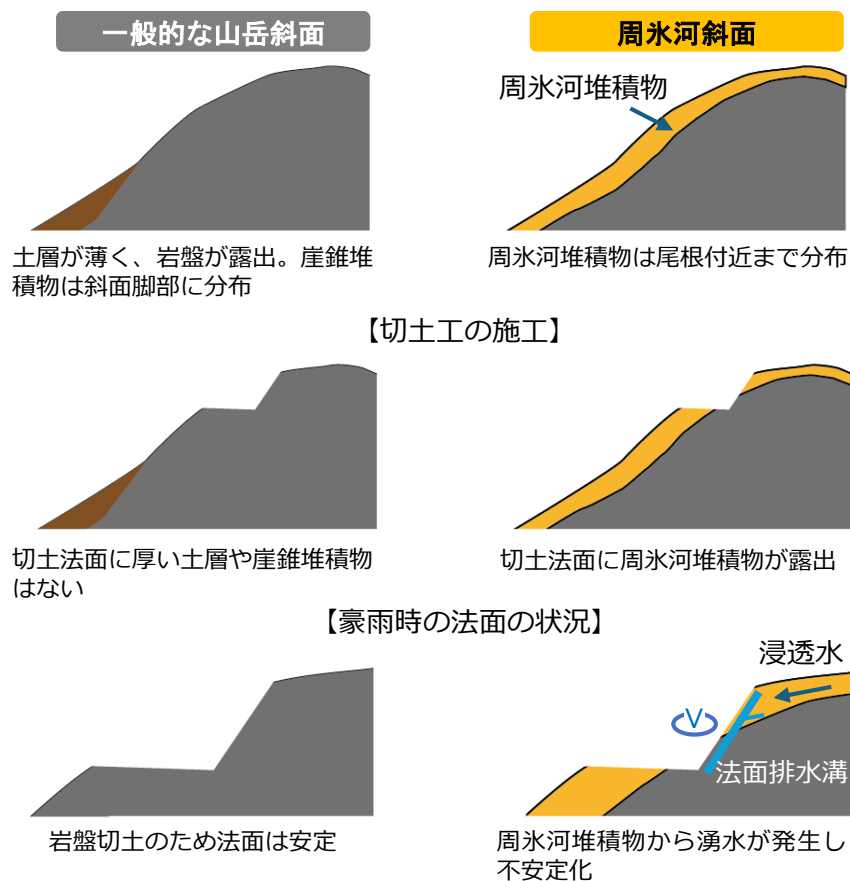 一般的な山岳斜面
周氷河斜面
周氷河堆積物
土層が薄く、岩盤が露出。崖錐堆
積物は斜面脚部に分布
周氷河堆積物は尾根付近まで分布
【切土工の施工】
切土法面に厚い土層や崖錐堆積物
はない
切土法面に周氷河堆積物が露出
【豪雨時の法面の状況】
浸透水
V
法面排水溝
岩盤切土のため法面は安定
周氷河堆積物から湧水が発生し
不安定化